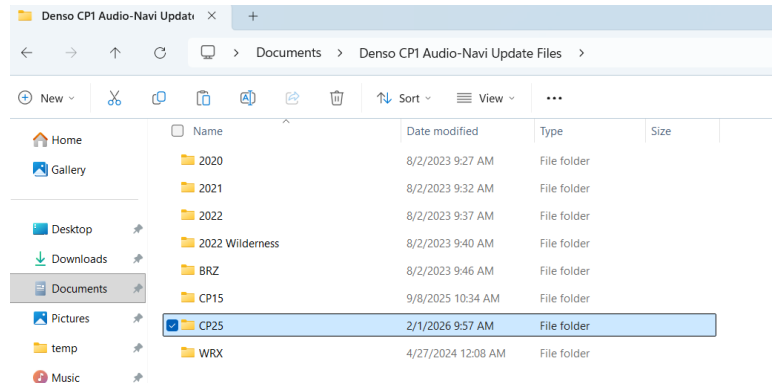 Denso CP1 Audio-Navi Update
Documents > Denso CP1 Audio-Navi Update Files >
New Sort View
Name Date modified Type Size
Home
Gallery
Desktop
Downloads
Documents
Pictures
temp
Music
2020 8/2/2023 9:27 AM File folder
2021 8/2/2023 9:32 AM File folder
2022 8/2/2023 9:37 AM File folder
2022 Wilderness 8/2/2023 9:40 AM File folder
BRZ 8/2/2023 9:46 AM File folder
CP15 9/8/2025 10:34 AM File folder
CP25 2/1/2026 9:57 AM File folder
WRX 4/27/2024 12:08 AM File folder